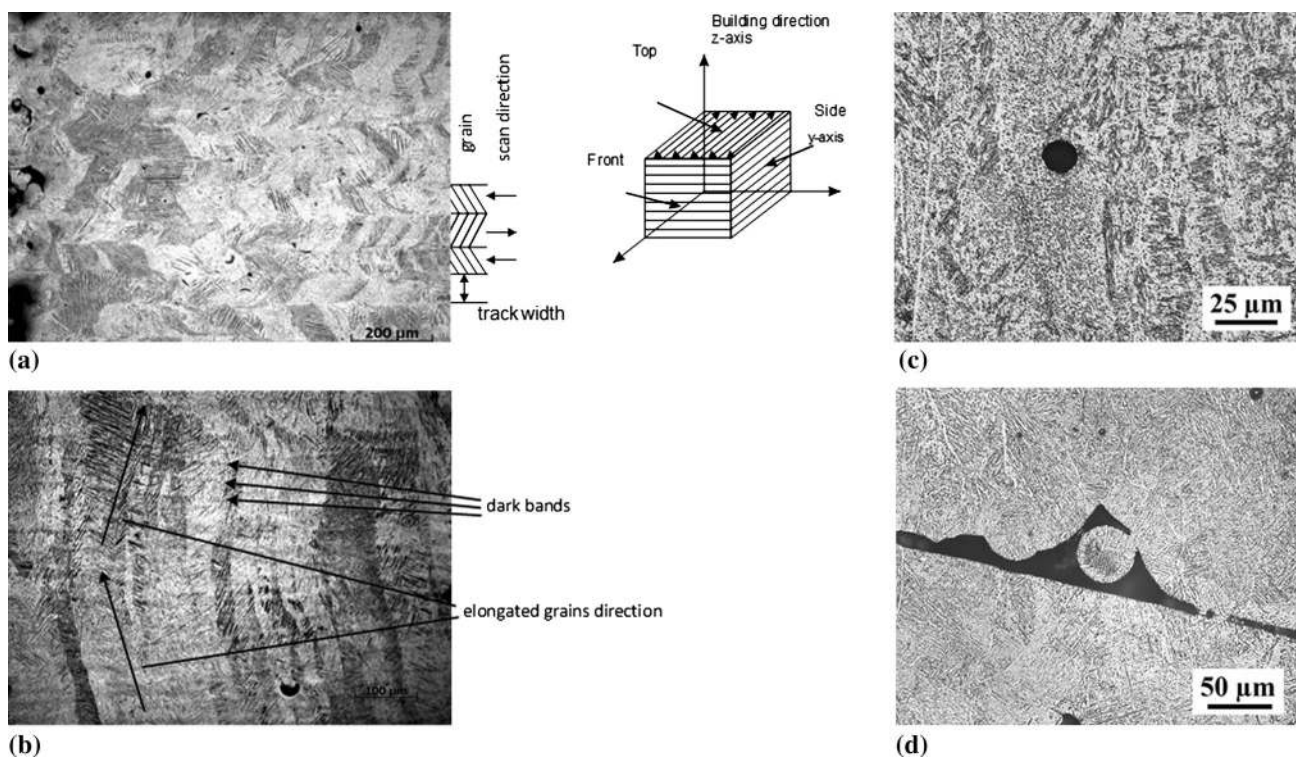 grain
scan direction
track width
200 µm
(a)
Building direction
z-axis
Top
Side
y-axis
Front
25 µm
(c)
dark bands
elongated grains direction
100 µm
(b)
50 µm
(d)